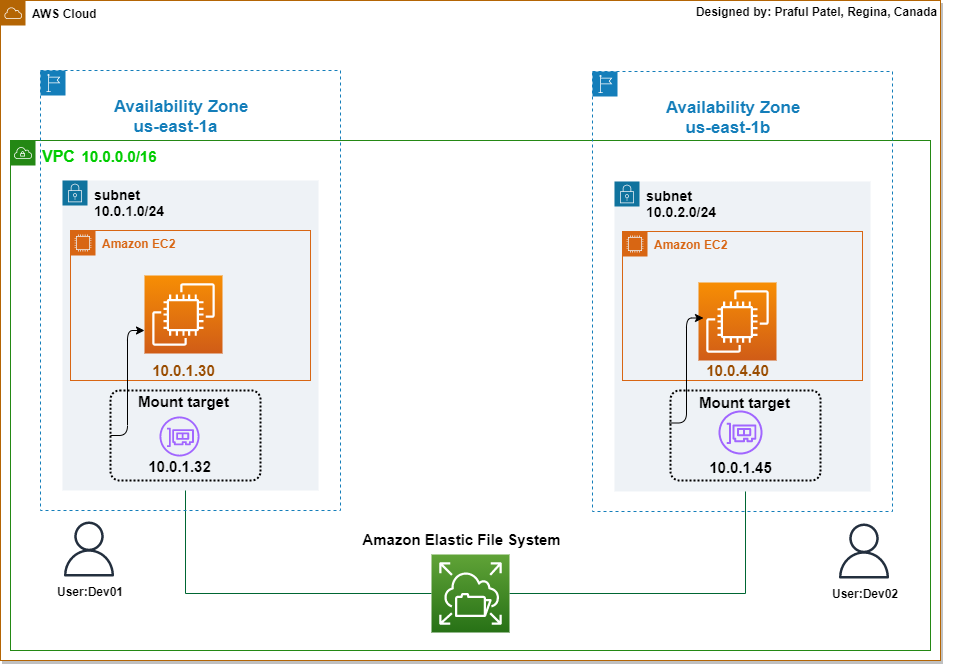 AWS Cloud
Designed by: Praful Patel, Regina, Canada
Availability Zone
us-east-1a
Availability Zone
us-east-1b
VPC 10.0.0.0/16
subnet
10.0.1.0/24
Amazon EC2
10.0.1.30
Mount target
10.0.1.32
subnet
10.0.2.0/24
Amazon EC2
10.0.4.40
Mount target
10.0.1.45
Amazon Elastic File System
User:Dev01
User:Dev02